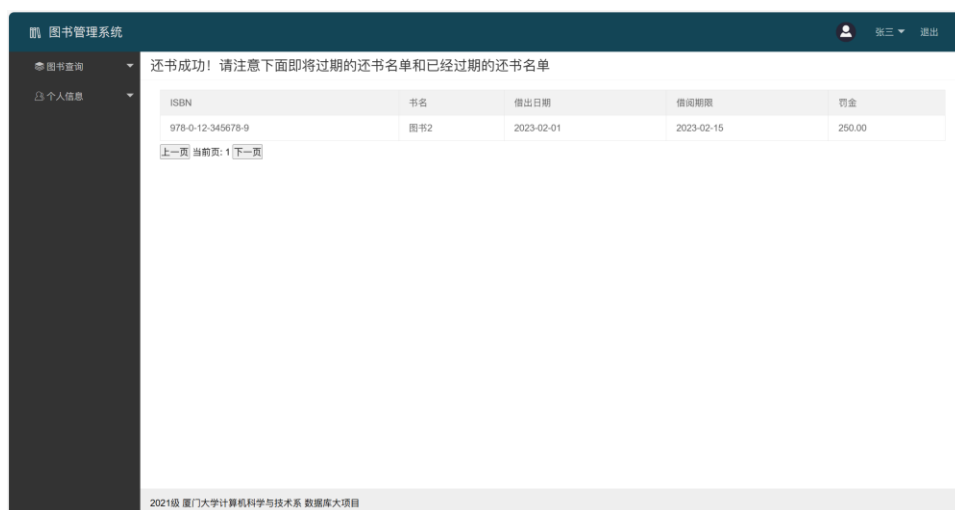 图书管理系统
张三 退出
图书查询
个人信息
还书成功！请注意下面即将过期的还书名单和已经过期的还书名单
ISBN 书名 借出日期 借阅期限 罚金
978-0-12-345678-9 图书2 2023-02-01 2023-02-15 250.00
上一页 当前页: 1 下一页
2021级 厦门大学计算机科学与技术系 数据库大项目